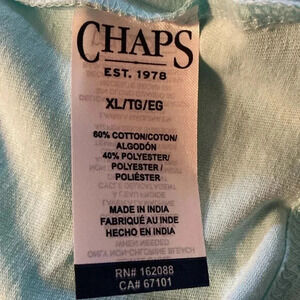 CHAPS
EST. 1978
XL/TG/EG
60% COTTON/COTON/
ALGODÓN
40% POLYESTER/
POLYESTER /
POLIÉSTER
MADE IN INDIA
FABRIQUÉ AU INDE
HECHO EN INDIA
RN# 162088
CA# 67101